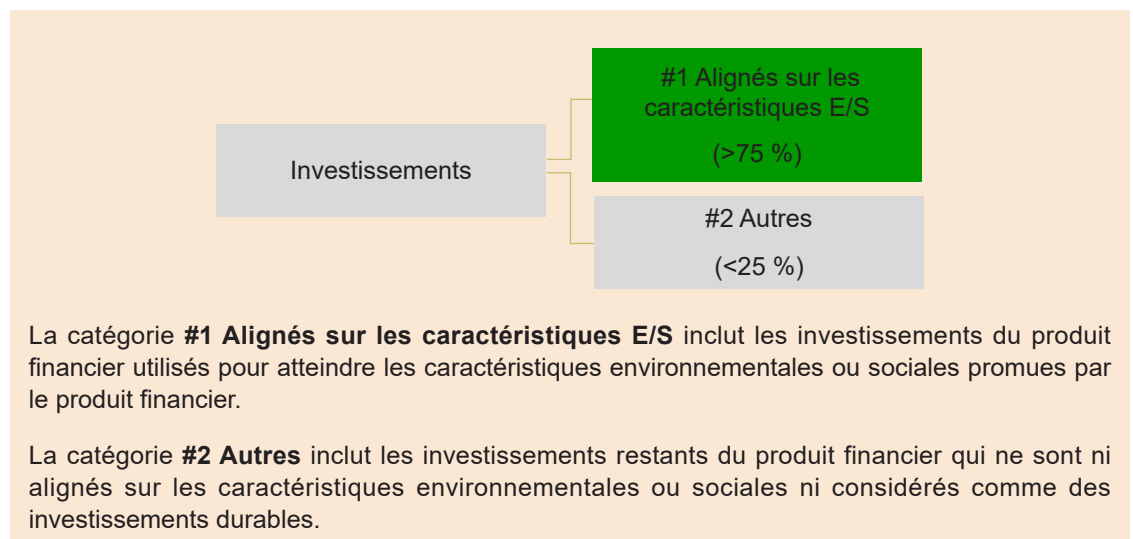 #1 Alignés sur les
caractéristiques E/S
(>75 %)
Investissements
#2 Autres
(<25 %)
La catégorie #1 Alignés sur les caractéristiques E/S inclut les investissements du produit
financier utilisés pour atteindre les caractéristiques environnementales ou sociales promues par
le produit financier.
La catégorie #2 Autres inclut les investissements restants du produit financier qui ne sont ni
alignés sur les caractéristiques environnementales ou sociales ni considérés comme des
investissements durables.